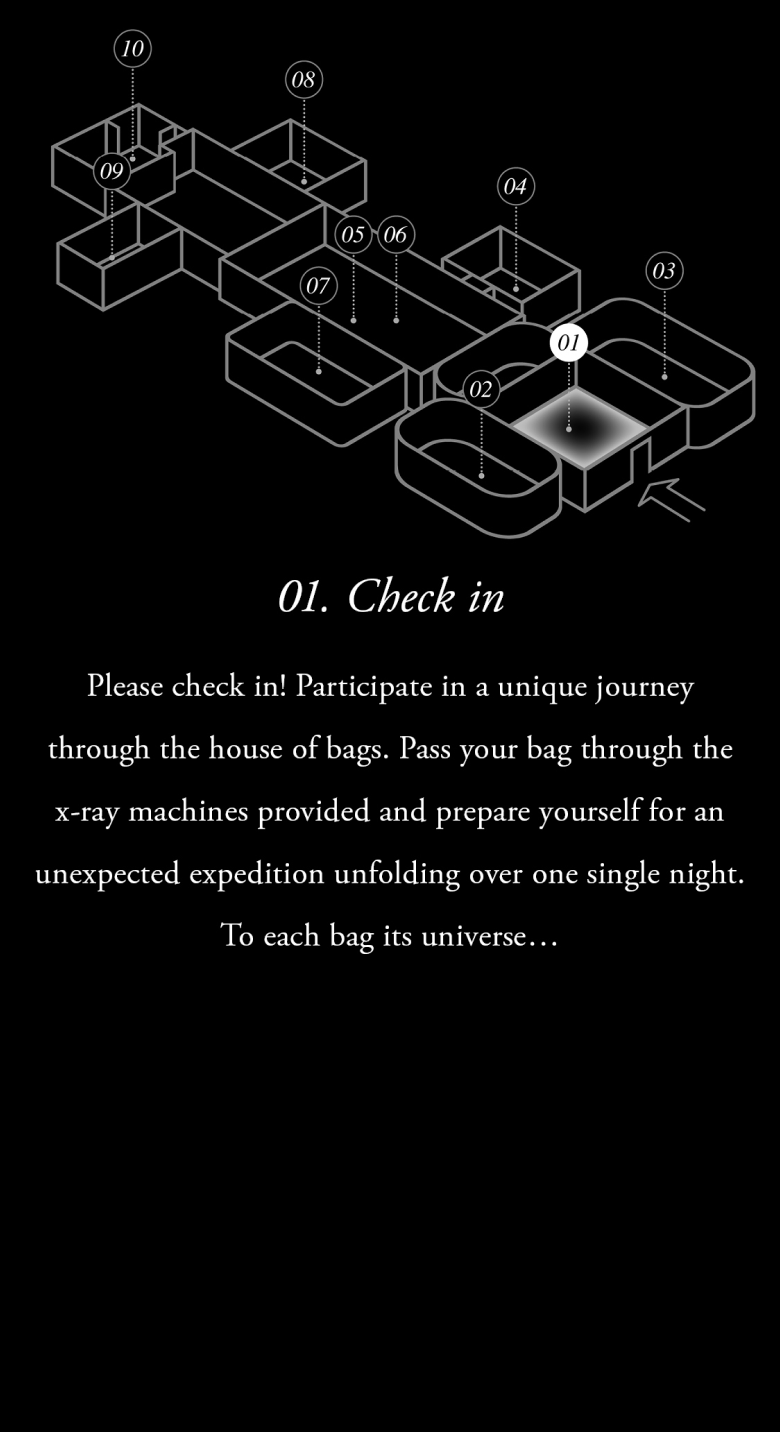 10
08
09
04
05
06
03
07
01
02
01. Check in
Please check in! Participate in a unique journey
through the house of bags. Pass your bag through the
x-ray machines provided and prepare yourself for an
unexpected expedition unfolding over one single night.
To each bag its universe…